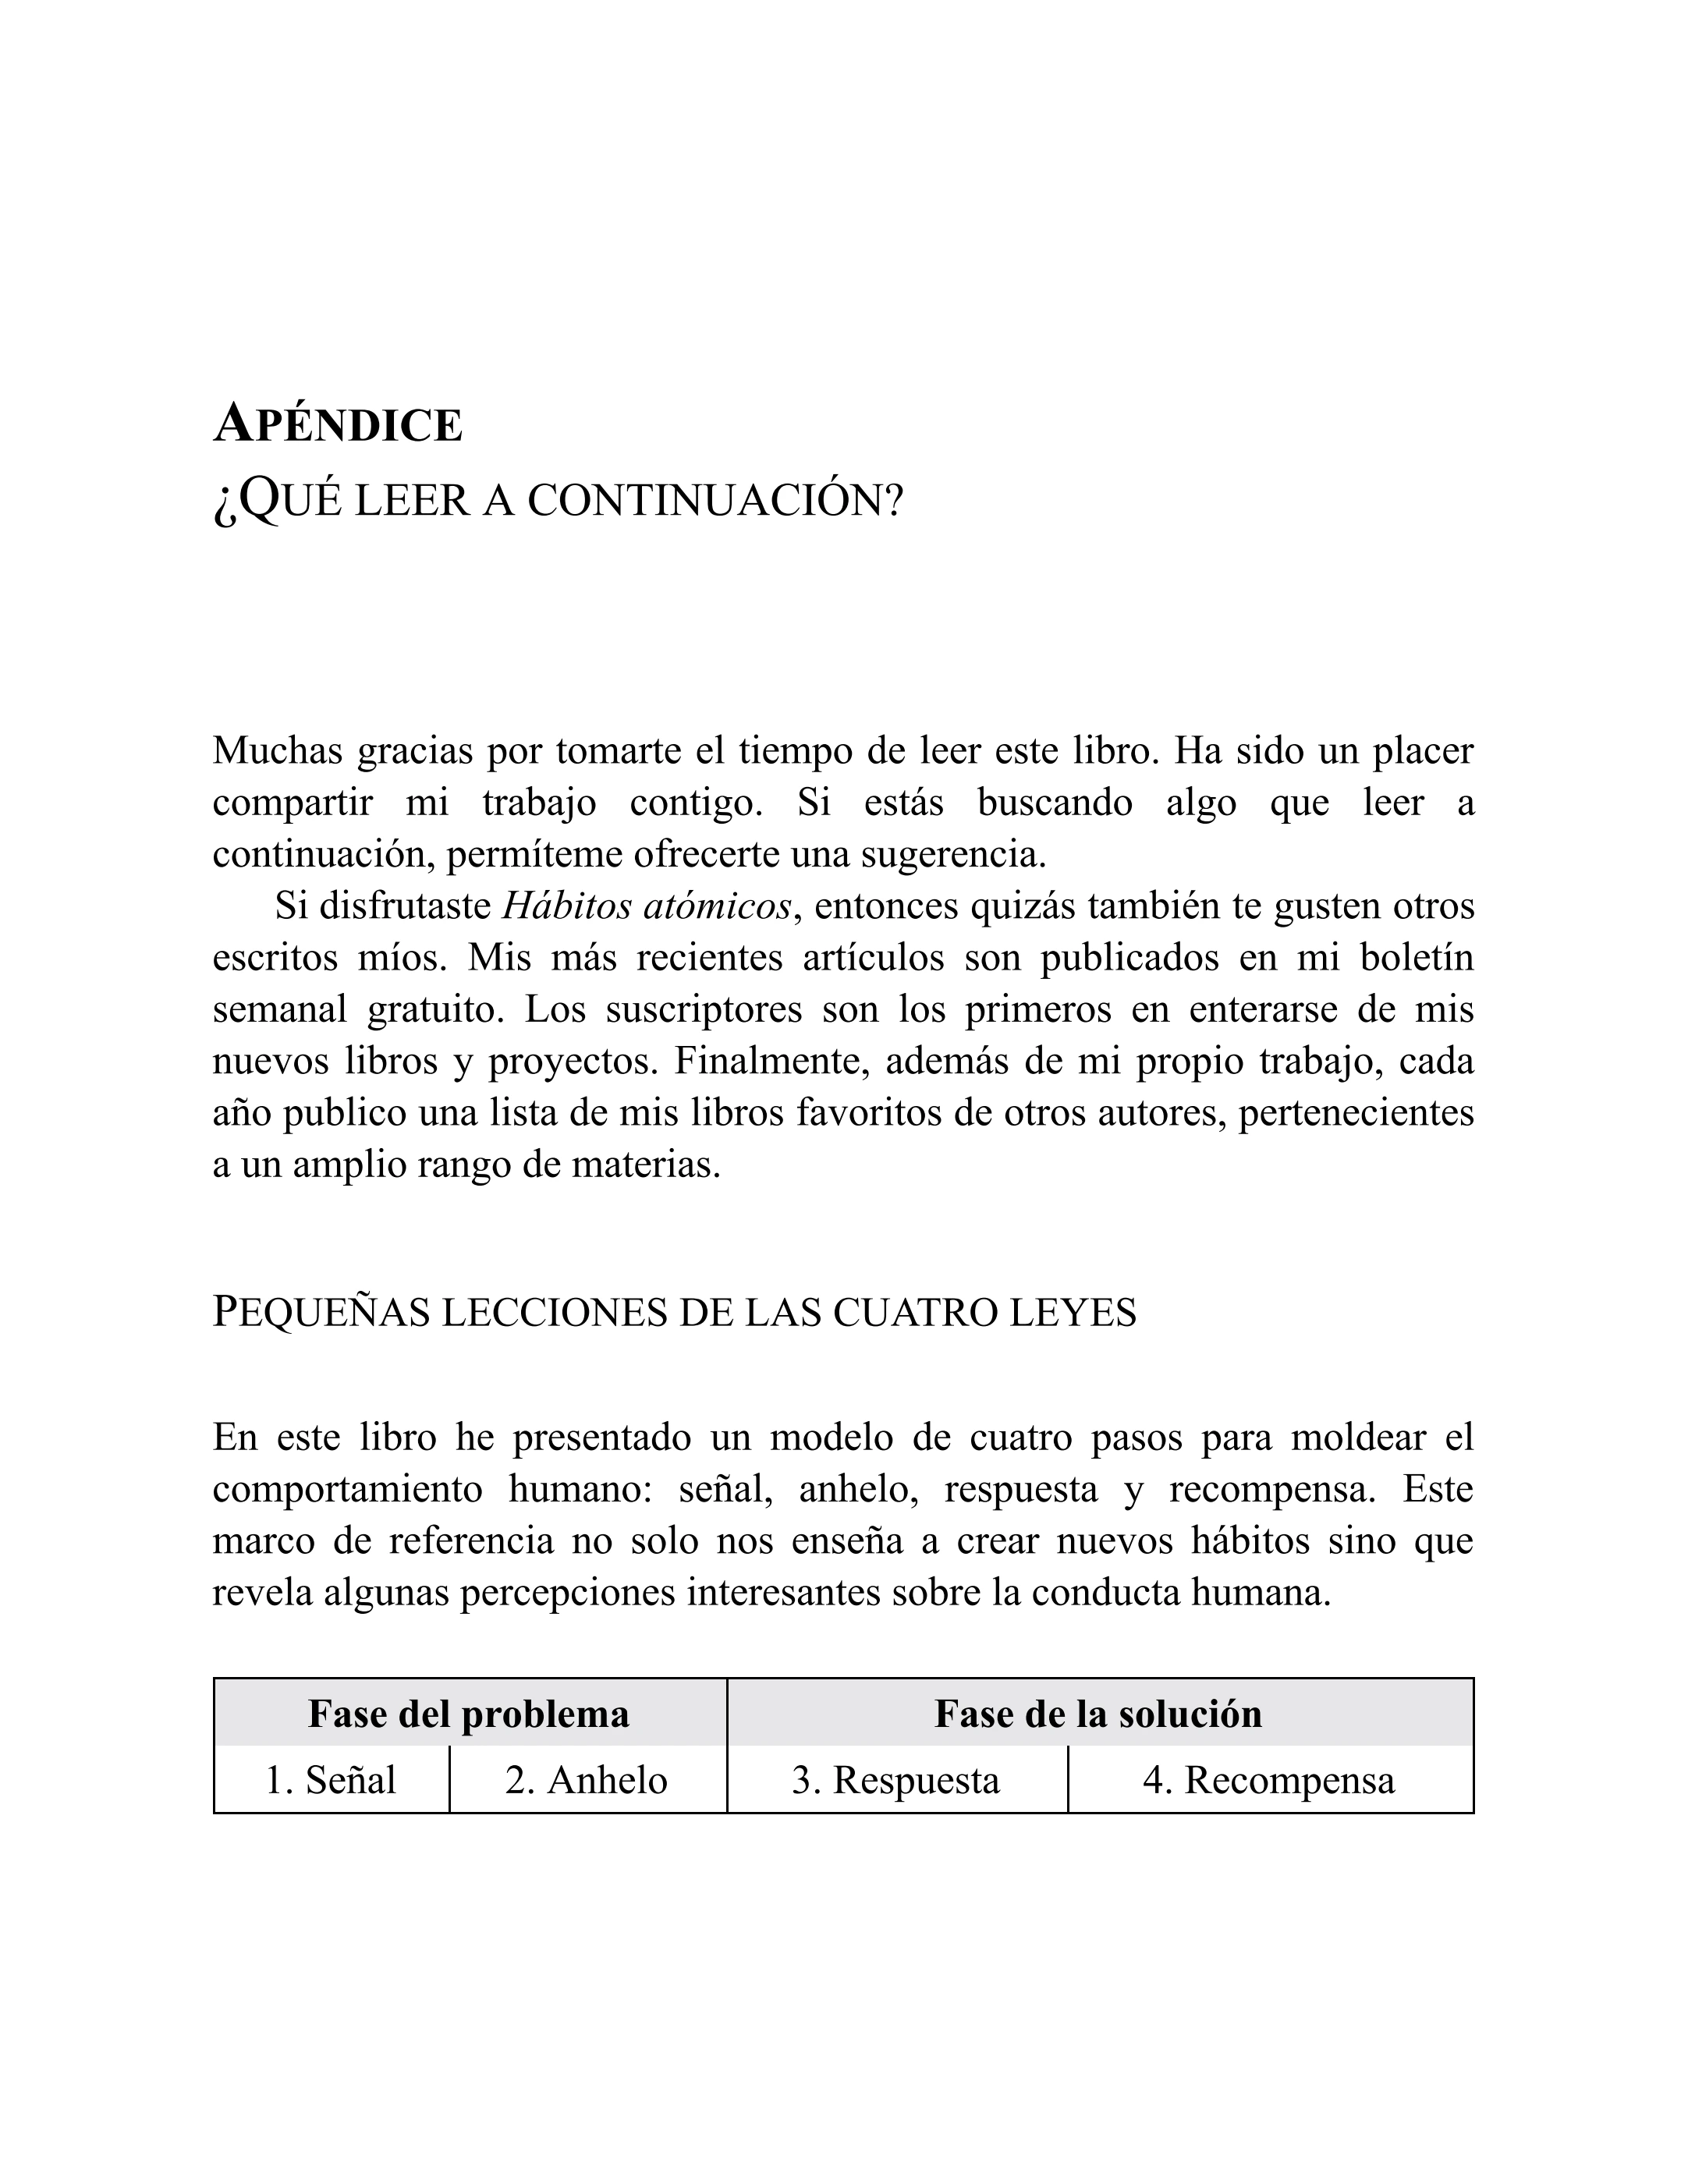 APÉNDICE
¿QUÉ LEER A CONTINUACIÓN?
Muchas gracias por tomarte el tiempo de leer este libro. Ha sido un placer
compartir mi trabajo contigo. Si estás buscando algo que leer a
continuación, permíteme ofrecerte una sugerencia.
Si disfrutaste Hábitos atómicos, entonces quizás también te gusten otros
escritos míos. Mis más recientes artículos son publicados en mi boletín
semanal gratuito. Los suscriptores son los primeros en enterarse de mis
nuevos libros y proyectos. Finalmente, además de mi propio trabajo, cada
año publico una lista de mis libros favoritos de otros autores, pertenecientes
a un amplio rango de materias.
PEQUEÑAS LECCIONES DE LAS CUATRO LEYES
En este libro he presentado un modelo de cuatro pasos para moldear el
comportamiento humano: señal, anhelo, respuesta y recompensa. Este
marco de referencia no solo nos enseña a crear nuevos hábitos sino que
revela algunas percepciones interesantes sobre la conducta humana.
Fase del problema Fase de la solución
1. Señal 2. Anhelo 3. Respuesta 4. Recompensa